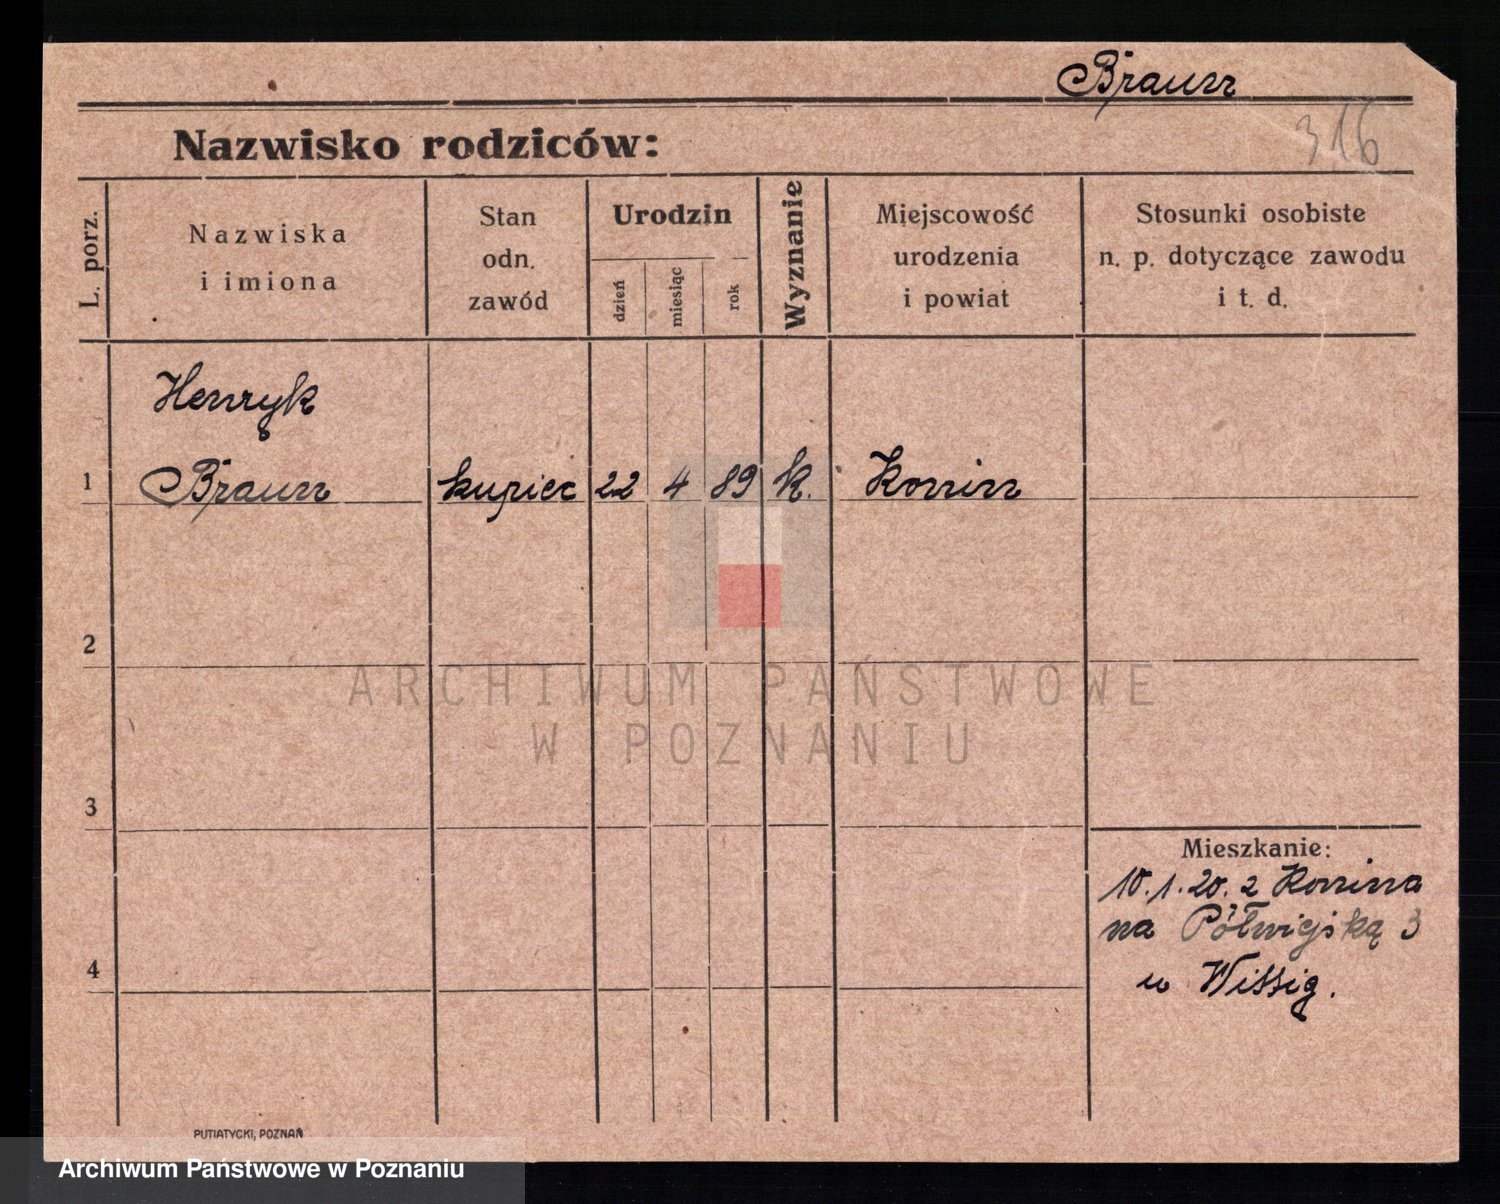 Braun
316
Nazwisko rodziców:
L. porz.
Nazwiska
i imiona
Stan
odn.
zawód
Urodzin
dzień
miesiąc
rok
Wyznanie
Miejscowość
urodzenia
i powiat
Stosunki osobiste
n. p. dotyczące zawodu
i t. d.
Henryk
1 Braun kupiec 22 4 89 k. Konin
2
ARCHIWUM PAŃSTWOWE
W POZNANIU
3
Mieszkanie:
10.1.20. z Konina
na Półwiejską 3
4
u Wittig.
PUTIATYCKI, POZNAŃ
Archiwum Państwowe w Poznaniu